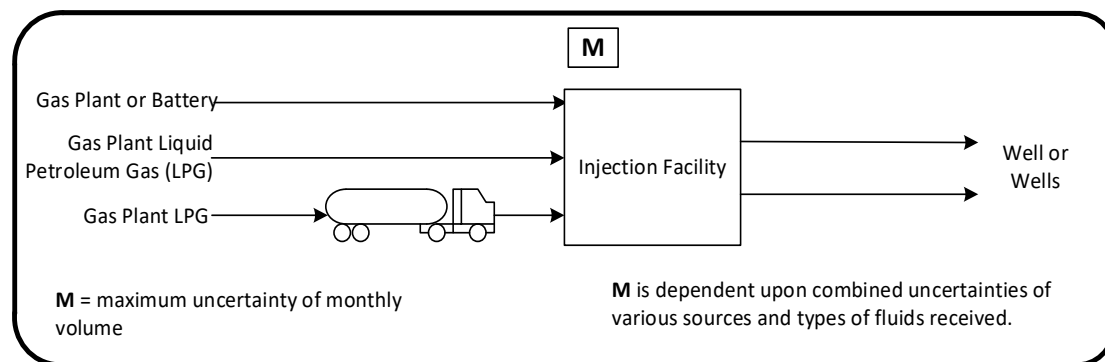 M
Gas Plant or Battery
Gas Plant Liquid
Petroleum Gas (LPG)
Gas Plant LPG
Injection Facility
Well or
Wells
M = maximum uncertainty of monthly
volume
M is dependent upon combined uncertainties of
various sources and types of fluids received.